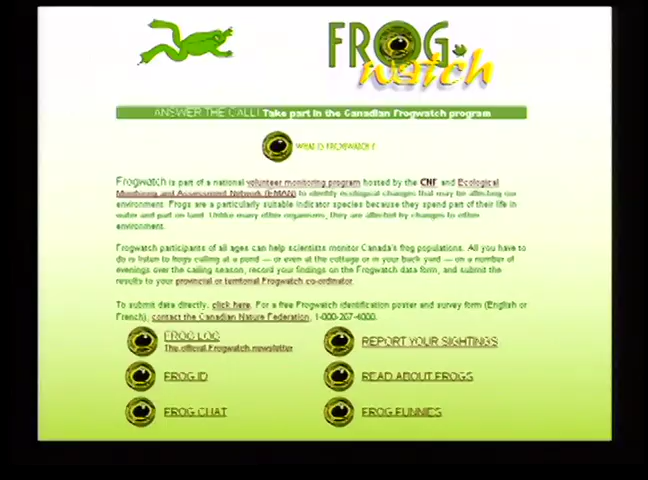 FROG
watch
ANSWER THE CALL! Take part in the Canadian Frogwatch program
WHAT IS FROGWATCH?
Frogwatch is part of a national volunteer monitoring program hosted by the CNF and Ecological
Monitoring and Assessment Network (EMAN) to identify ecological changes that may be affecting our
environment. Frogs are a particularly suitable indicator species because they spend part of their life in
water and part on land. Unlike many other organisms, they are affected by changes to either
environment.
Frogwatch participants of all ages can help scientists monitor Canada's frog populations. All you have to
do is listen to frogs calling at a pond — or even at the cottage or in your back yard — on a number of
evenings over the calling season, record your findings on the Frogwatch data form, and submit the
results to your provincial or territorial Frogwatch co-ordinator.
To submit data directly, click here. For a free Frogwatch identification poster and survey form (English or
French), contact the Canadian Nature Federation, 1-800-267-4088.
FROG LOG
The official Frogwatch newsletter
REPORT YOUR SIGHTINGS
FROG ID
READ ABOUT FROGS
FROG CHAT
FROG FUNNIES